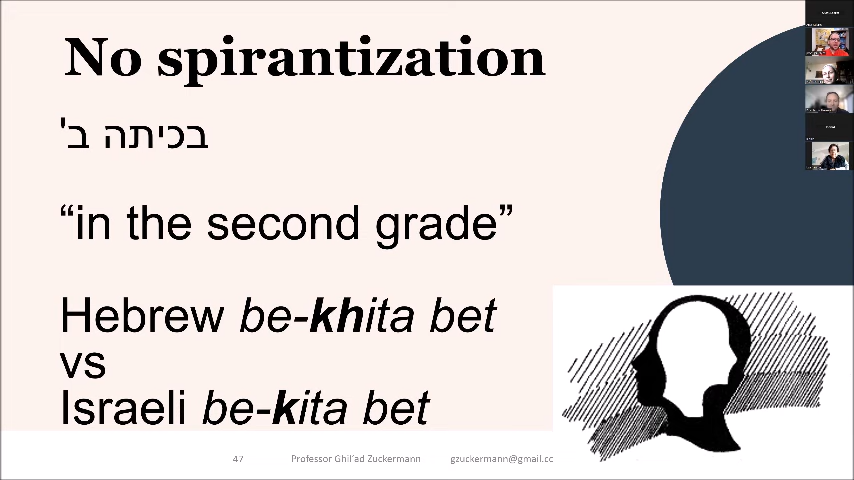 No spirantization
בכיתה ב'
“in the second grade”
Hebrew be-khita bet
vs
Israeli be-kita bet
47 Professor Ghil'ad Zuckermann gzuckermann@gmail.cc